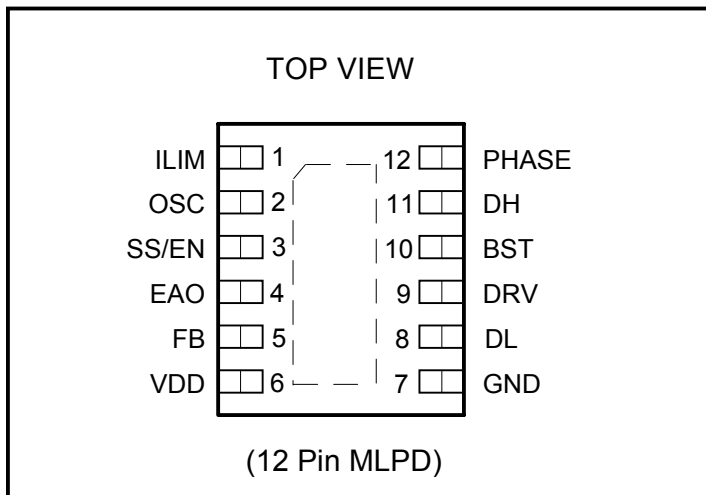 TOP VIEW
ILIM 1 12 PHASE
OSC 2 11 DH
SS/EN 3 10 BST
EAO 4 9 DRV
FB 5 8 DL
VDD 6 7 GND
(12 Pin MLPD)